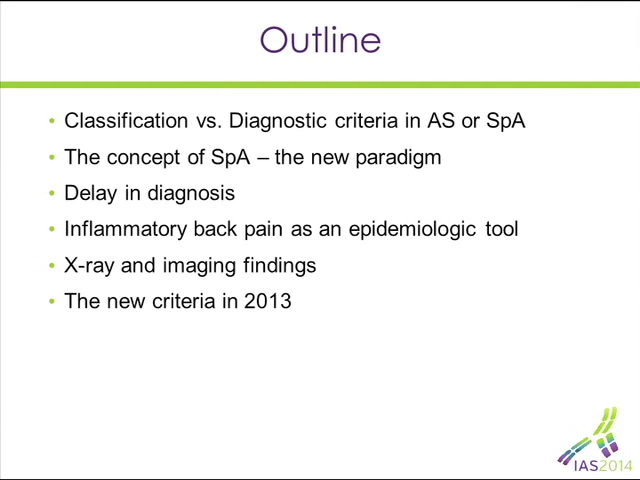 Outline
• Classification vs. Diagnostic criteria in AS or SpA
• The concept of SpA – the new paradigm
• Delay in diagnosis
• Inflammatory back pain as an epidemiologic tool
• X-ray and imaging findings
• The new criteria in 2013
IAS2014